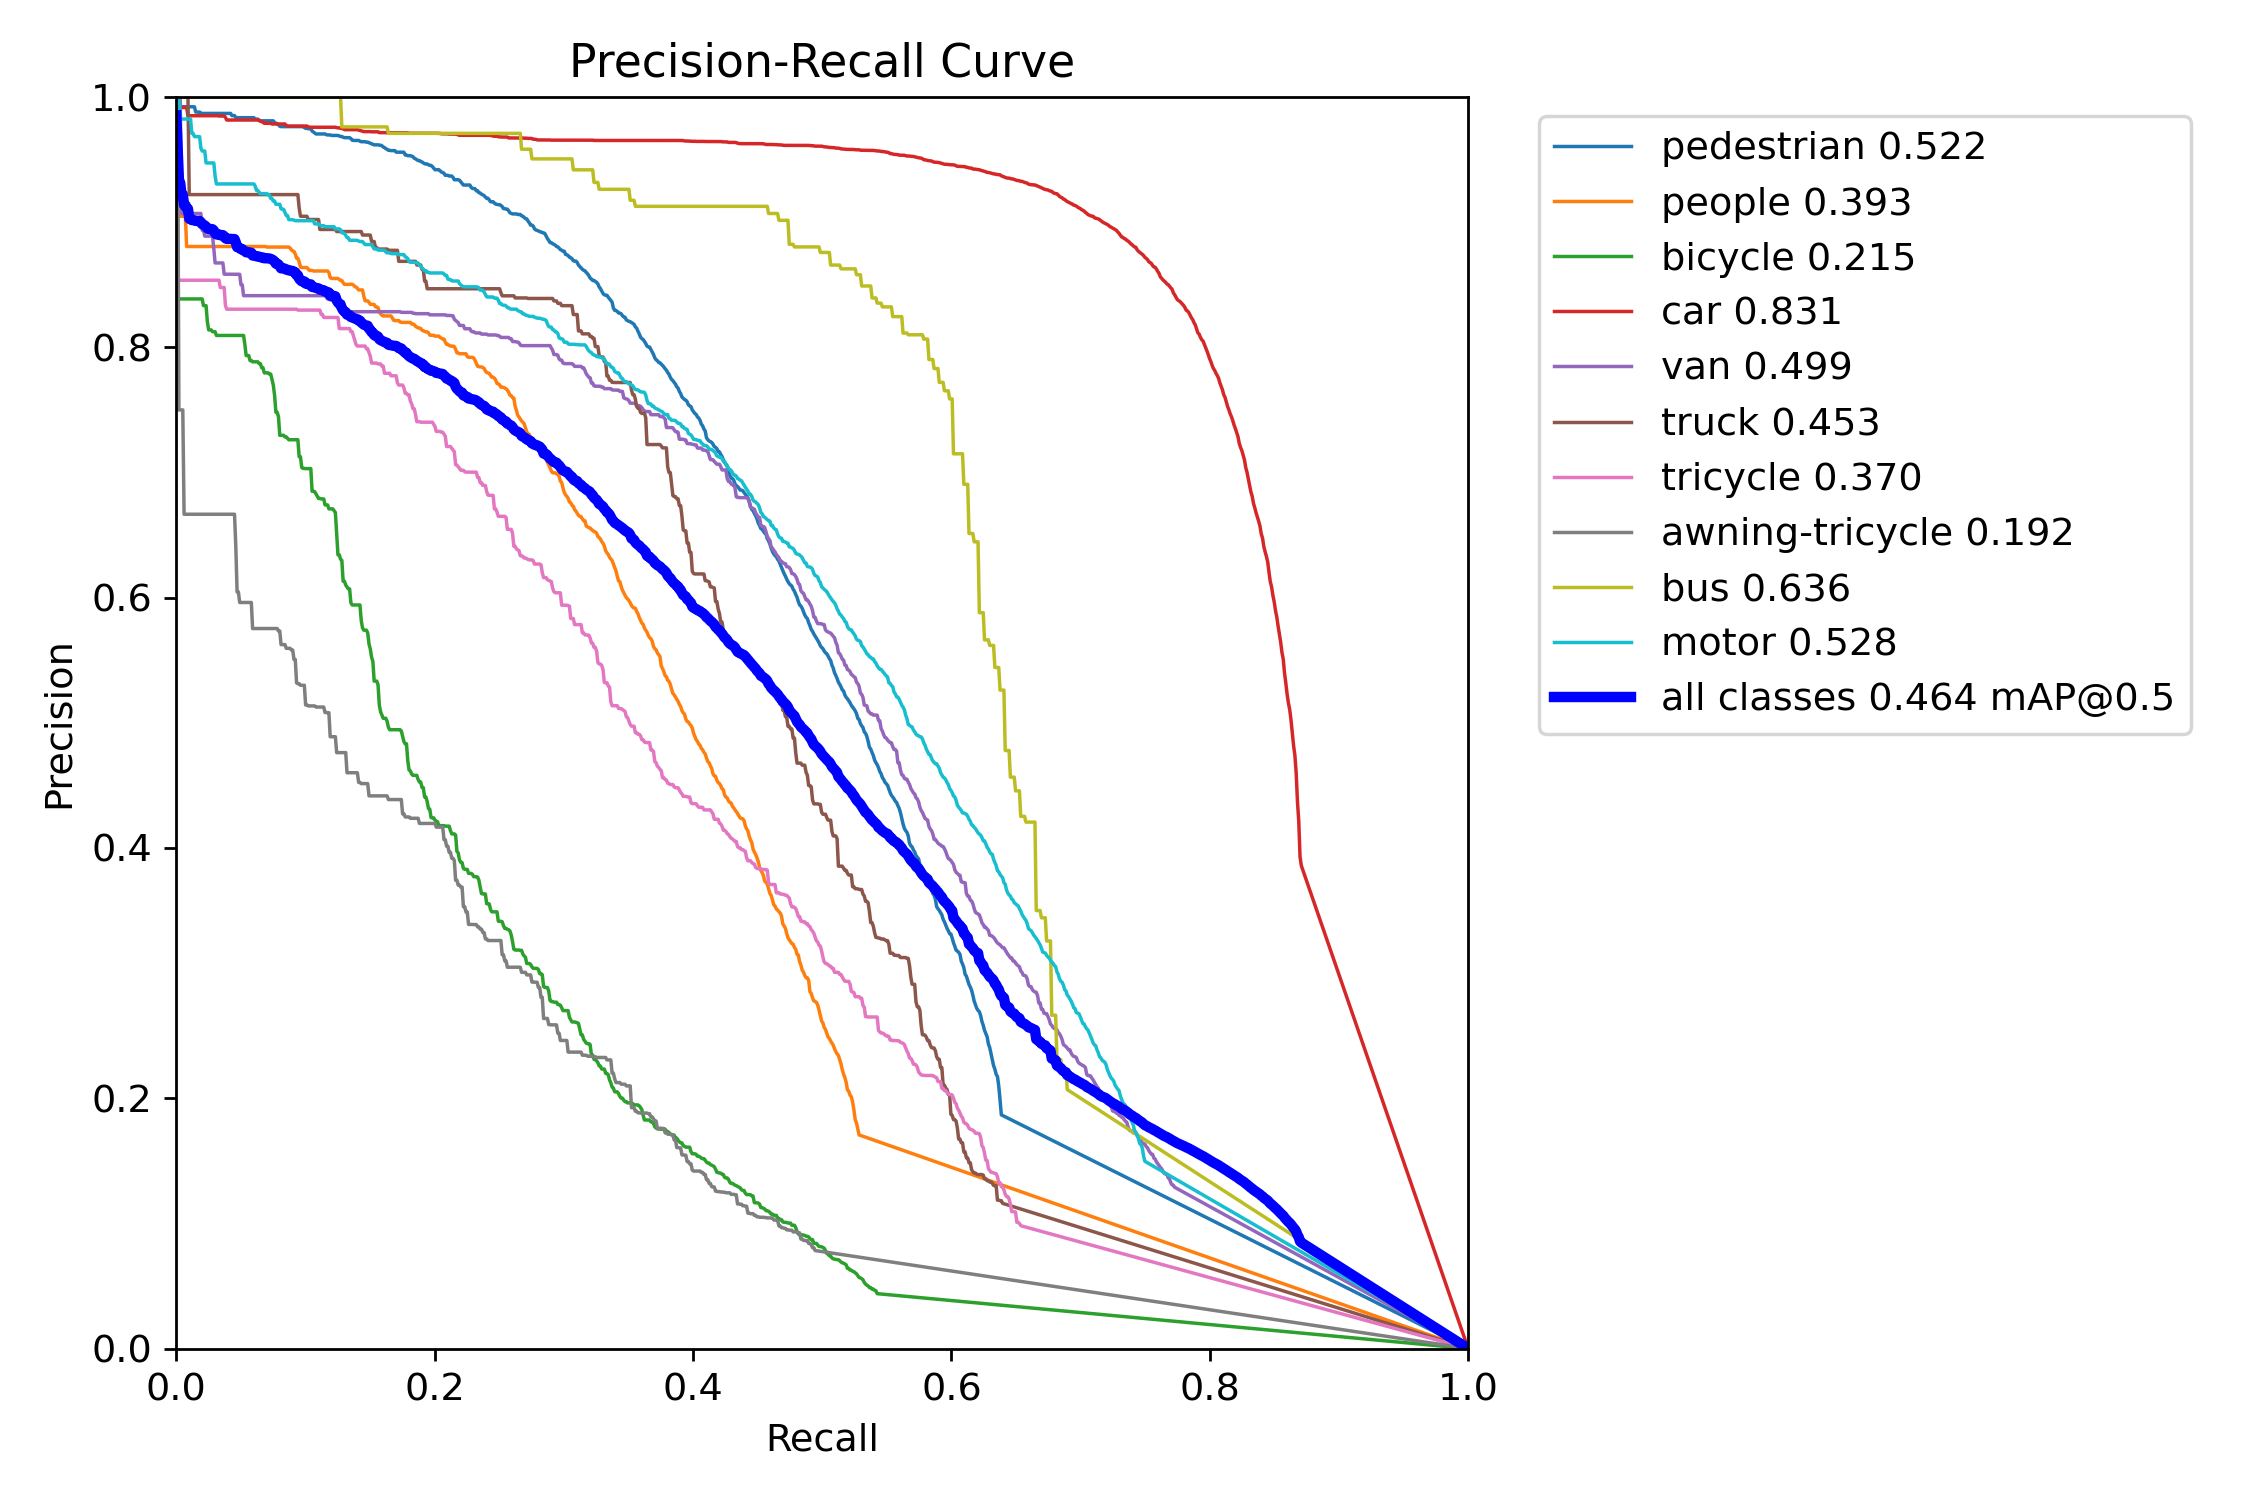 Precision-Recall Curve
1.0
0.8
0.6
0.4
0.2
0.0
Precision
0.0 0.2 0.4 0.6 0.8 1.0
Recall
pedestrian 0.522
people 0.393
bicycle 0.215
car 0.831
van 0.499
truck 0.453
tricycle 0.370
awning-tricycle 0.192
bus 0.636
motor 0.528
all classes 0.464 mAP@0.5